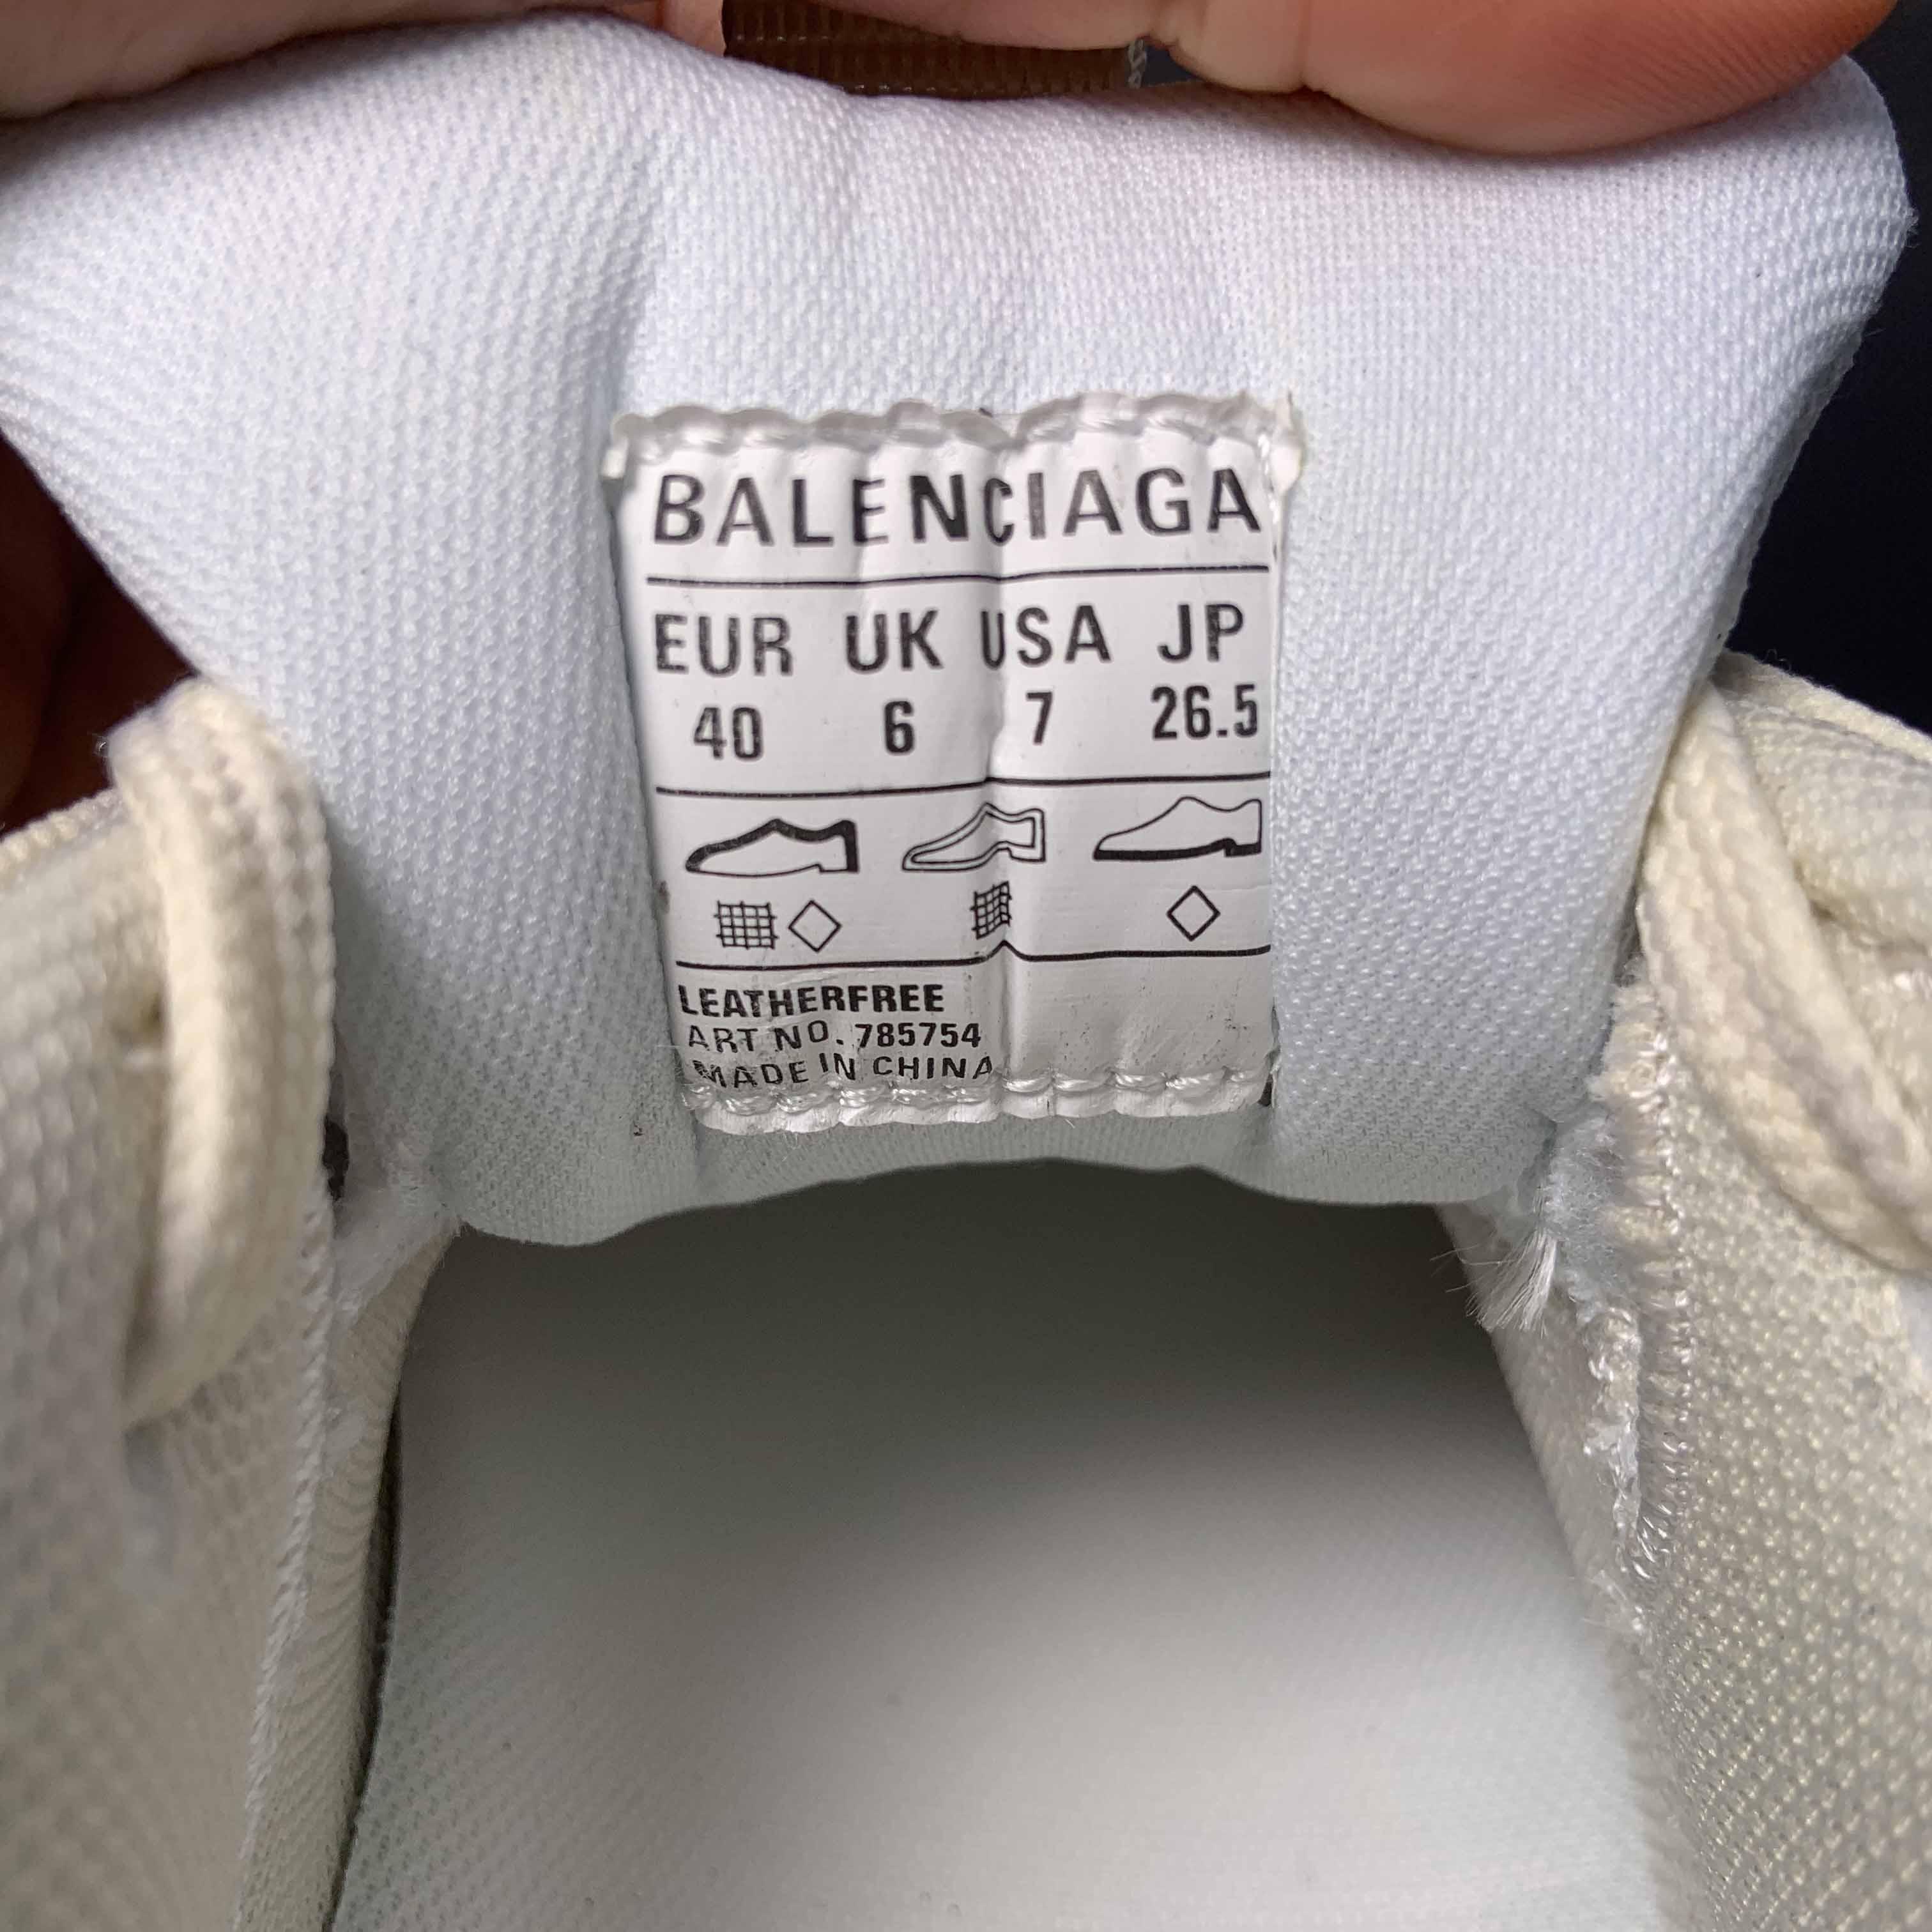 BALENCIAGA
EUR UK USA JP
40 6 7 26.5
LEATHERFREE
ART NO. 785754
MADE IN CHINA